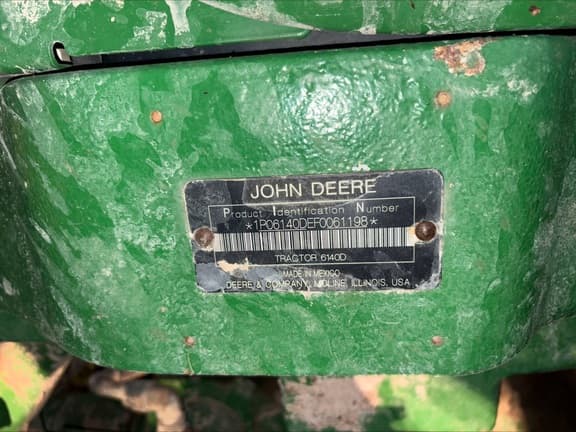 JOHN DEERE
Product Identification Number
*1P06140DEF0061198*
TRACTOR 6140D
MADE IN MEXICO
DEERE & COMPANY, MOLINE, ILLINOIS, USA